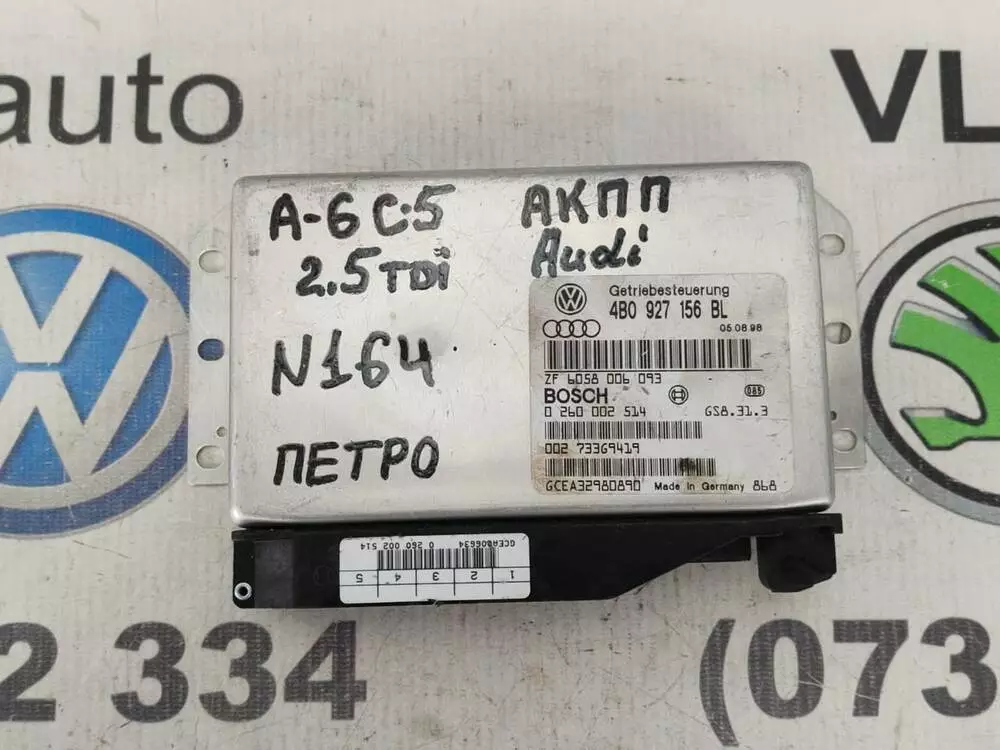 auto
VL
А-6 С5
2.5 TDi
N164
ПЕТРО
АКПП
Audi
Getriebesteuerung
4B0 927 156 BL
05.08.98
ZF 6058 006 093
BOSCH
085
0 260 002 514 GS8.31.3
002 73369419
GCEA32980890 Made in Germany 868
0 260 002 514
1 2 3 4 5
2 334
(073